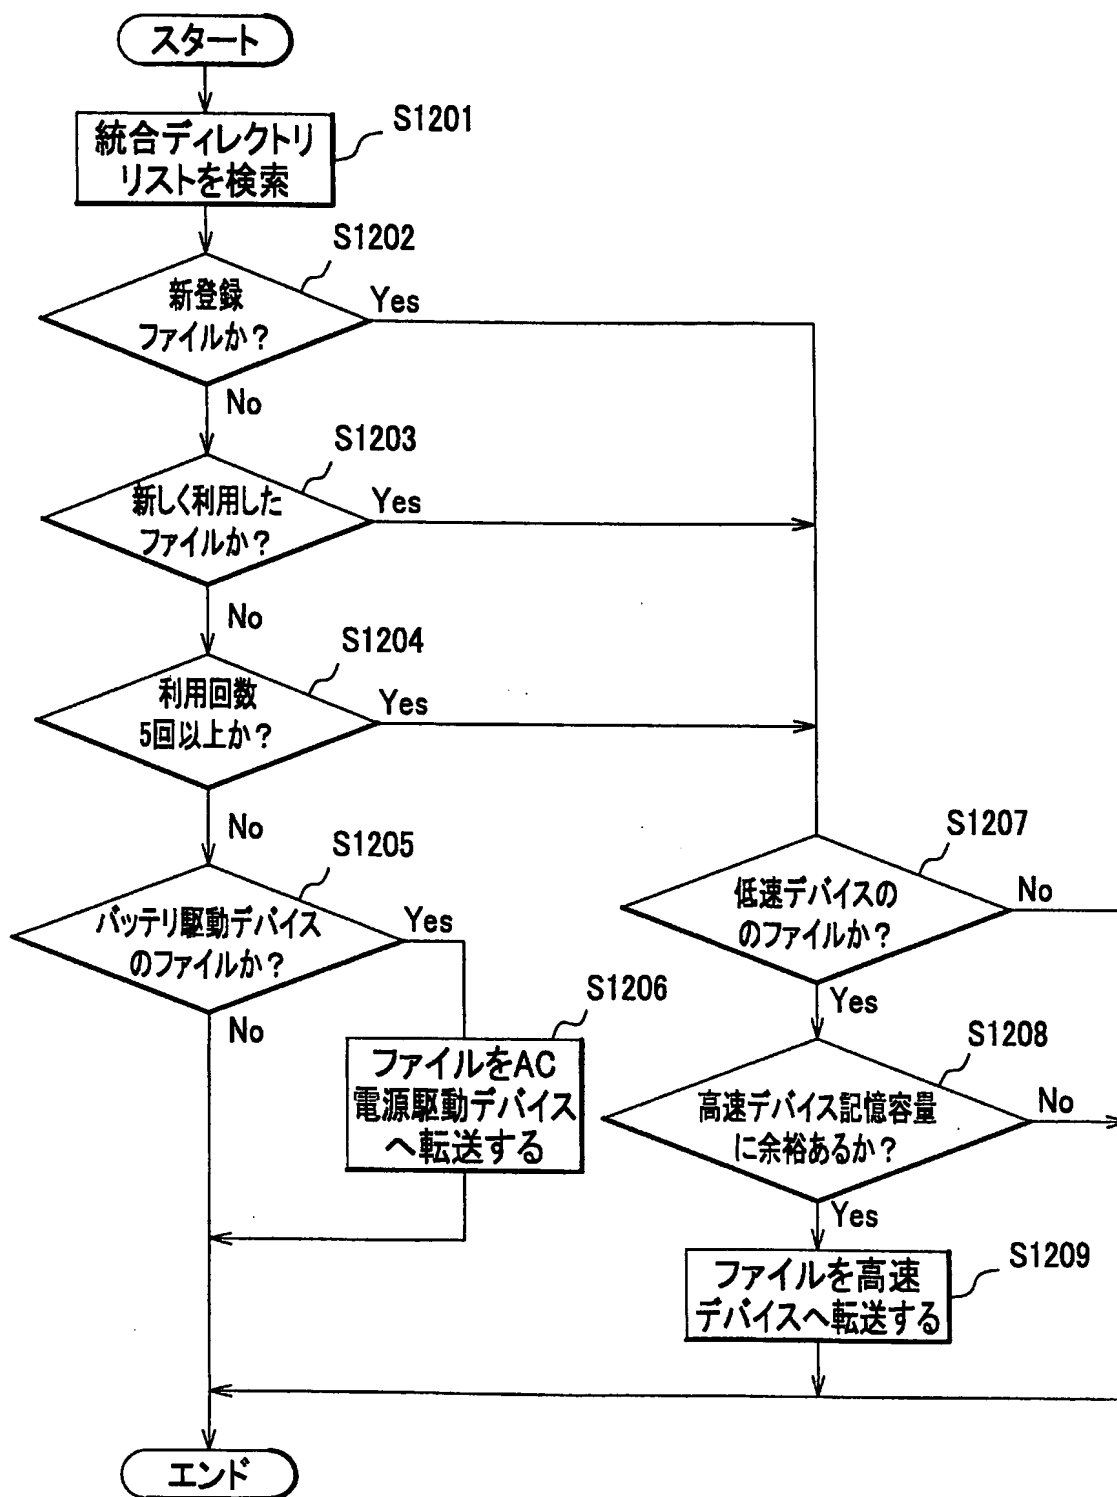 スタート
S1201
統合ディレクトリ
リストを検索
S1202
新登録
ファイルか？
Yes
No
S1203
新しく利用した
ファイルか？
Yes
No
S1204
利用回数
5回以上か？
Yes
No
S1205
バッテリ駆動デバイス
のファイルか？
Yes
No
S1206
ファイルをAC
電源駆動デバイス
へ転送する
S1207
低速デバイスの
のファイルか？
No
Yes
S1208
高速デバイス記憶容量
に余裕あるか？
No
Yes
S1209
ファイルを高速
デバイスへ転送する
エンド